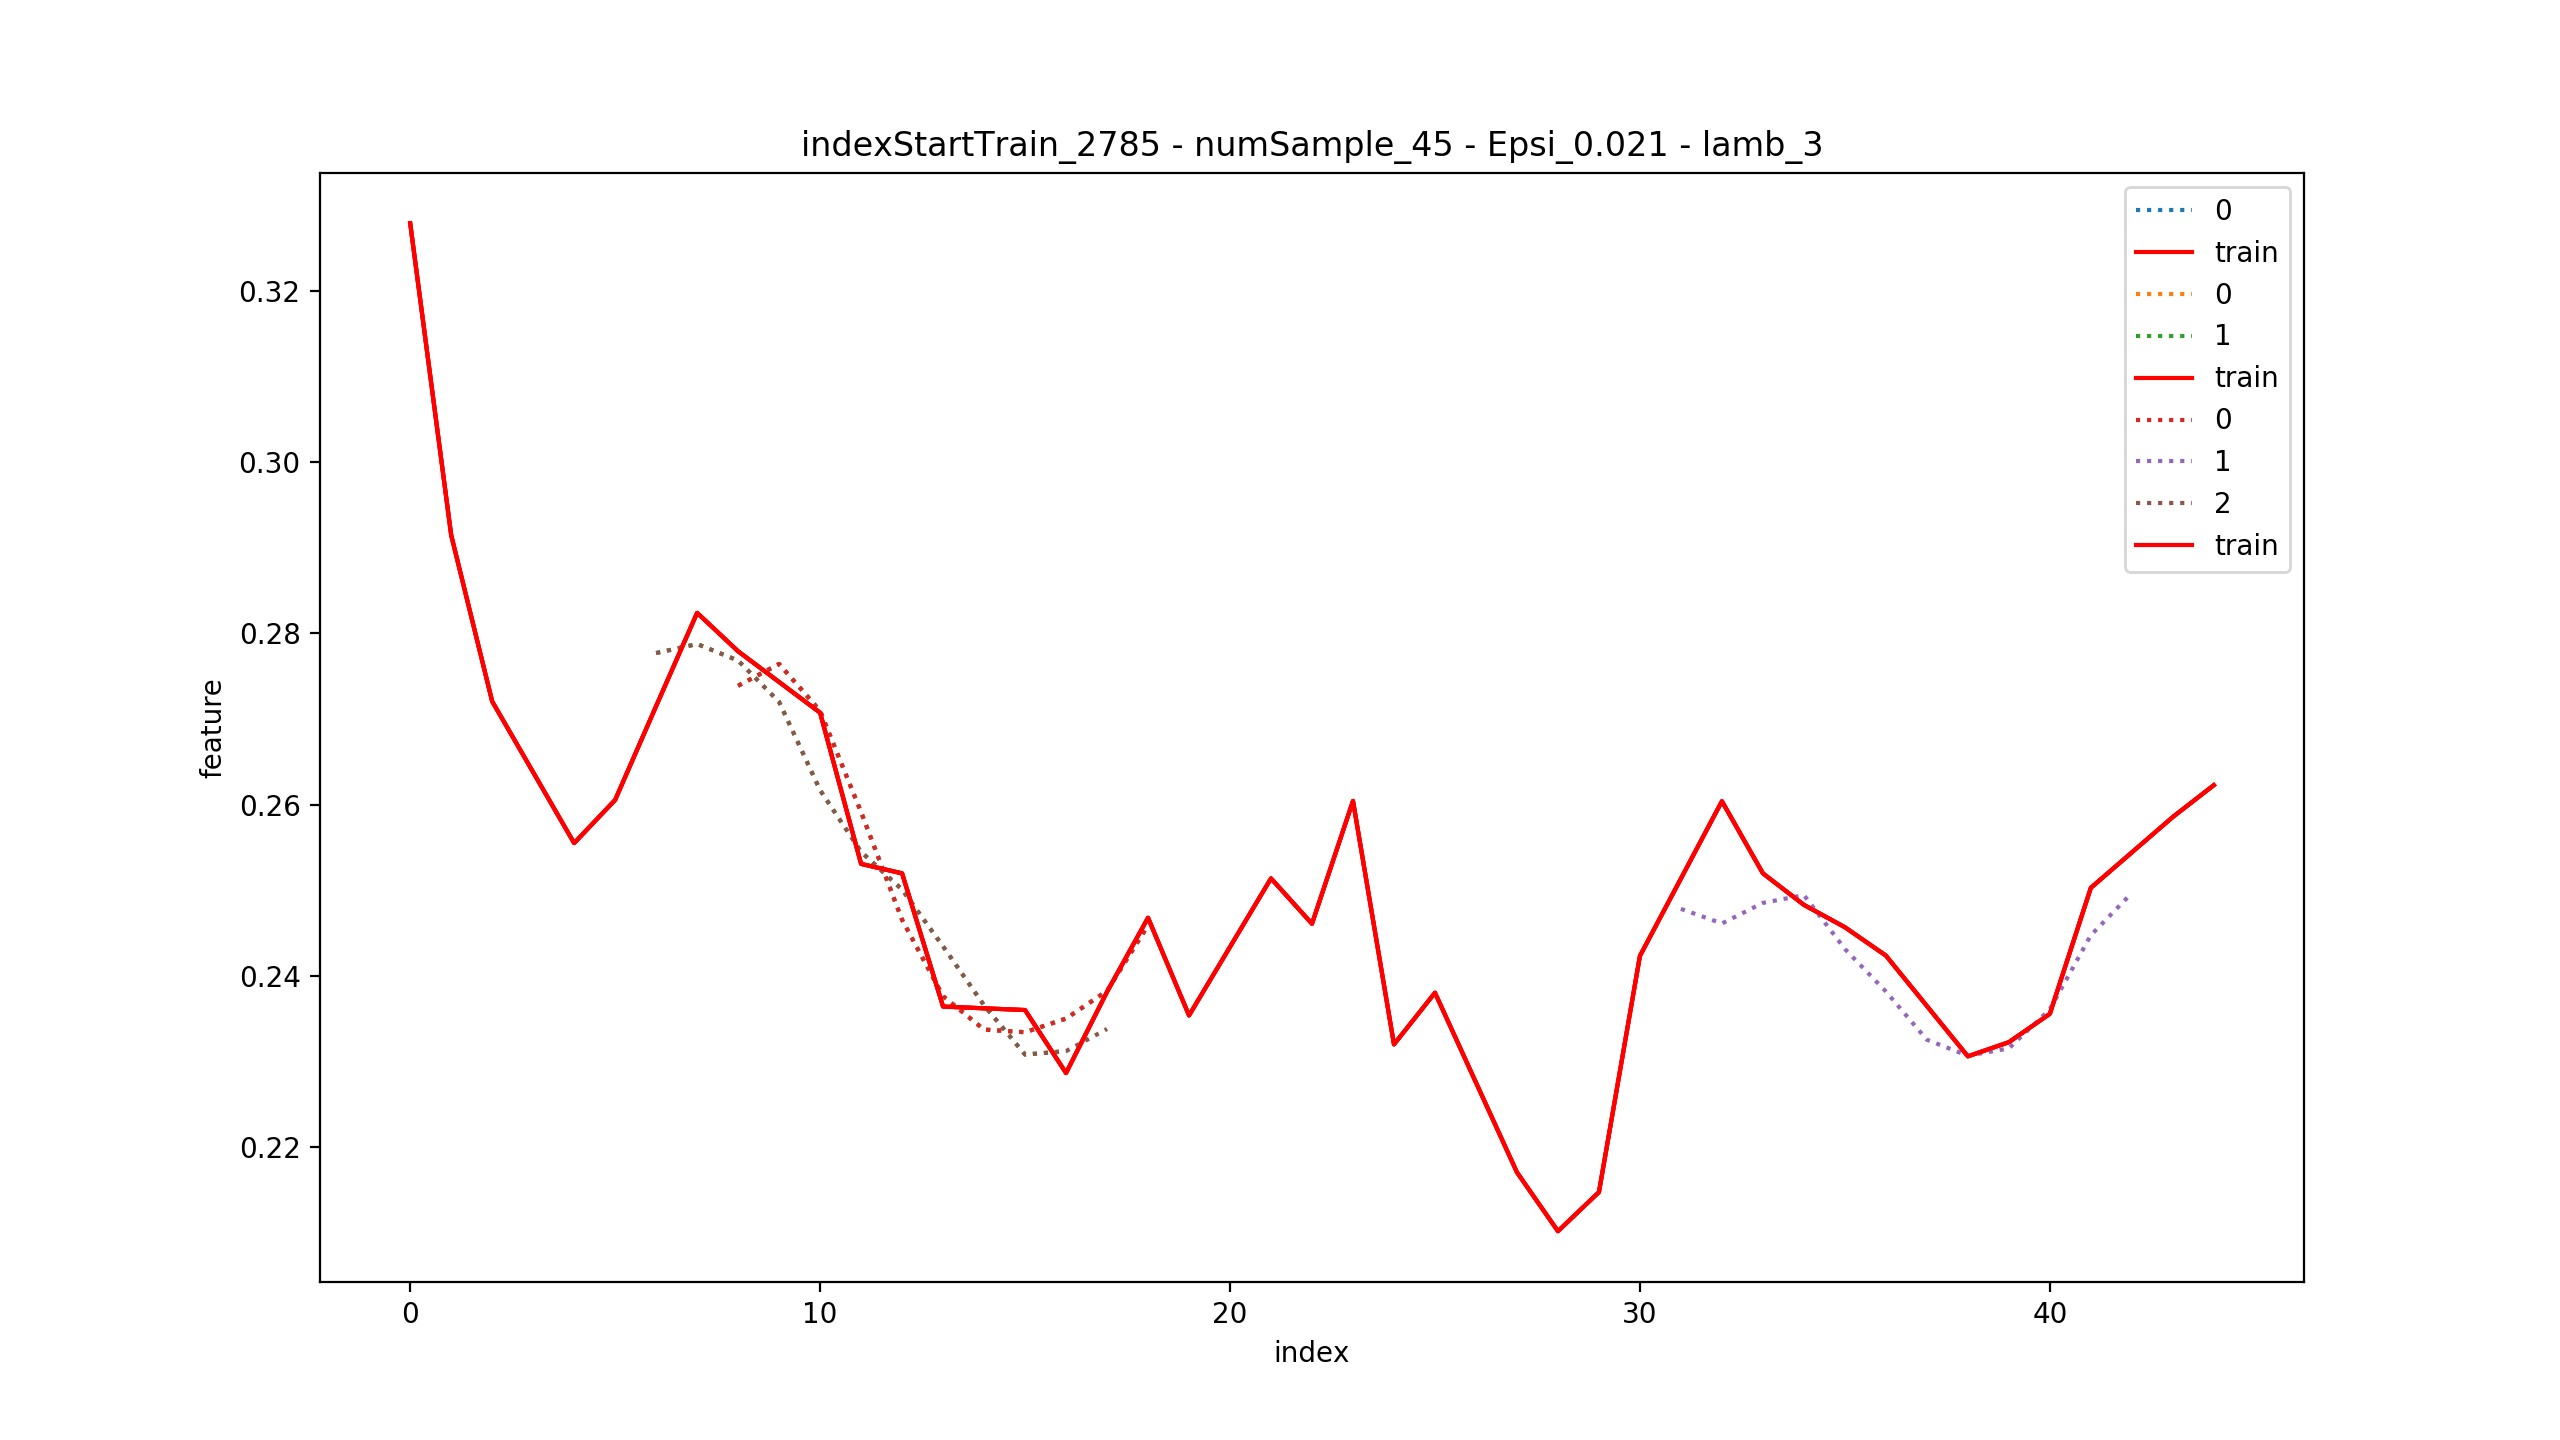 indexStartTrain_2785 - numSample_45 - Epsi_0.021 - lamb_3
0
train
0
1
train
0
1
2
train
0.32
0.30
0.28
0.26
0.24
0.22
feature
0 10 20 30 40
index